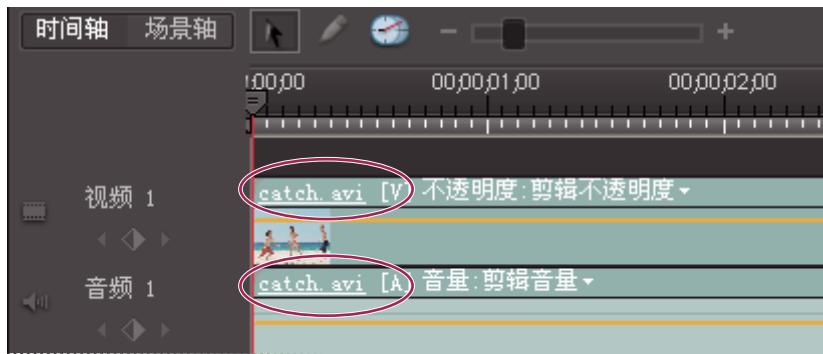 时间轴 场景轴
;00;00 00;00;01;00 00;00;02;00
视频 1
catch.avi [V] 不透明度:剪辑不透明度
音频 1
catch.avi [A] 音量:剪辑音量